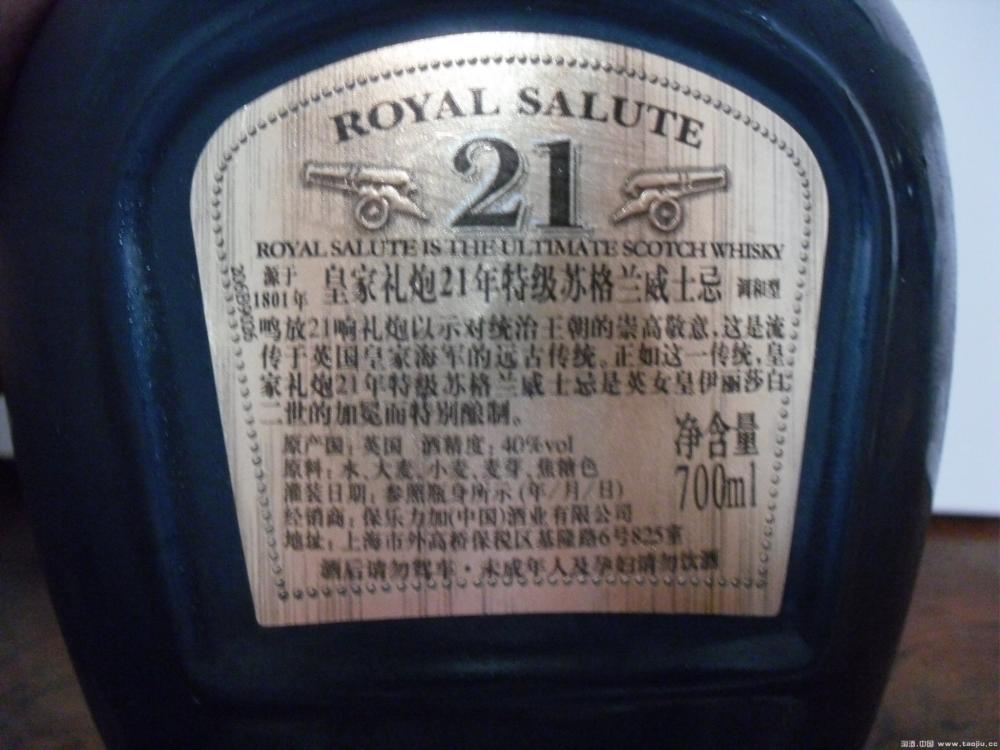 ROYAL SALUTE
21
ROYAL SALUTE IS THE ULTIMATE SCOTCH WHISKY
源于1801年 皇家礼炮21年特级苏格兰威士忌 调和型
鸣放21响礼炮以示对统治王朝的崇高敬意,这是流
传于英国皇家海军的远古传统。正如这一传统,皇
家礼炮21年特级苏格兰威士忌是英女皇伊丽莎白
二世的加冕而特别酿制。
原产国:英国 酒精度:40%vol
原料:水、大麦、小麦、麦芽、焦糖色
灌装日期:参照瓶身所示(年/月/日)
经销商:保乐力加(中国)酒业有限公司
地址:上海市外高桥保税区基隆路6号825室
净含量
700ml
酒后请勿驾车·未成年人及孕妇请勿饮酒
淘酒.中国 www.taojiu.cc